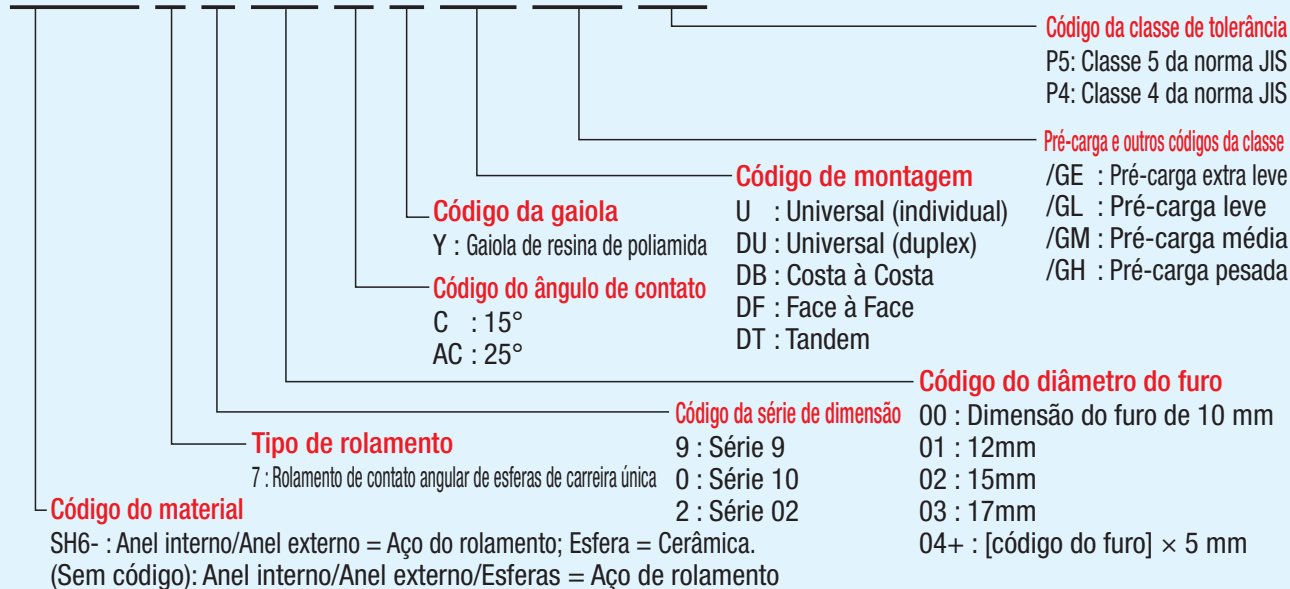 Código da classe de tolerância
P5: Classe 5 da norma JIS
P4: Classe 4 da norma JIS
Pré-carga e outros códigos da classe
/GE : Pré-carga extra leve
/GL : Pré-carga leve
/GM : Pré-carga média
/GH : Pré-carga pesada
Código de montagem
U : Universal (individual)
DU : Universal (duplex)
DB : Costa à Costa
DF : Face à Face
DT : Tandem
Código da gaiola
Y : Gaiola de resina de poliamida
Código do ângulo de contato
C : 15°
AC : 25°
Código do diâmetro do furo
00 : Dimensão do furo de 10 mm
01 : 12mm
02 : 15mm
03 : 17mm
04+ : [código do furo] × 5 mm
Código da série de dimensão
9 : Série 9
0 : Série 10
2 : Série 02
Tipo de rolamento
7 : Rolamento de contato angular de esferas de carreira única
Código do material
SH6- : Anel interno/Anel externo = Aço do rolamento; Esfera = Cerâmica.
(Sem código): Anel interno/Anel externo/Esferas = Aço de rolamento